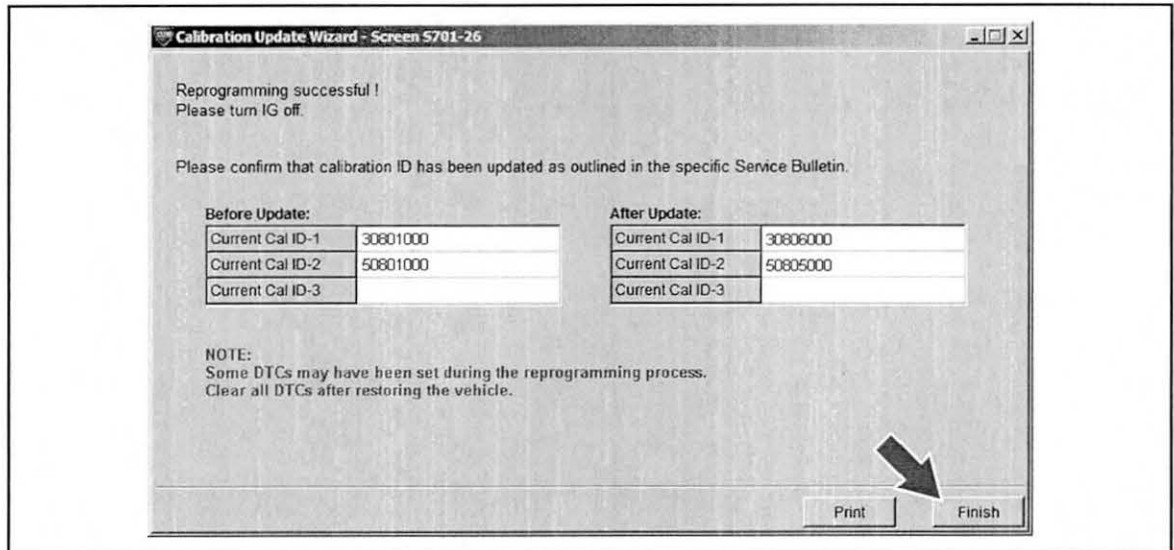 Calibration Update Wizard - Screen S701-26
Reprogramming successful !
Please turn IG off.
Please confirm that calibration ID has been updated as outlined in the specific Service Bulletin.
Before Update:
Current Cal ID-1 30801000
Current Cal ID-2 50801000
Current Cal ID-3
After Update:
Current Cal ID-1 30806000
Current Cal ID-2 50805000
Current Cal ID-3
NOTE:
Some DTCs may have been set during the reprogramming process.
Clear all DTCs after restoring the vehicle.
Print Finish